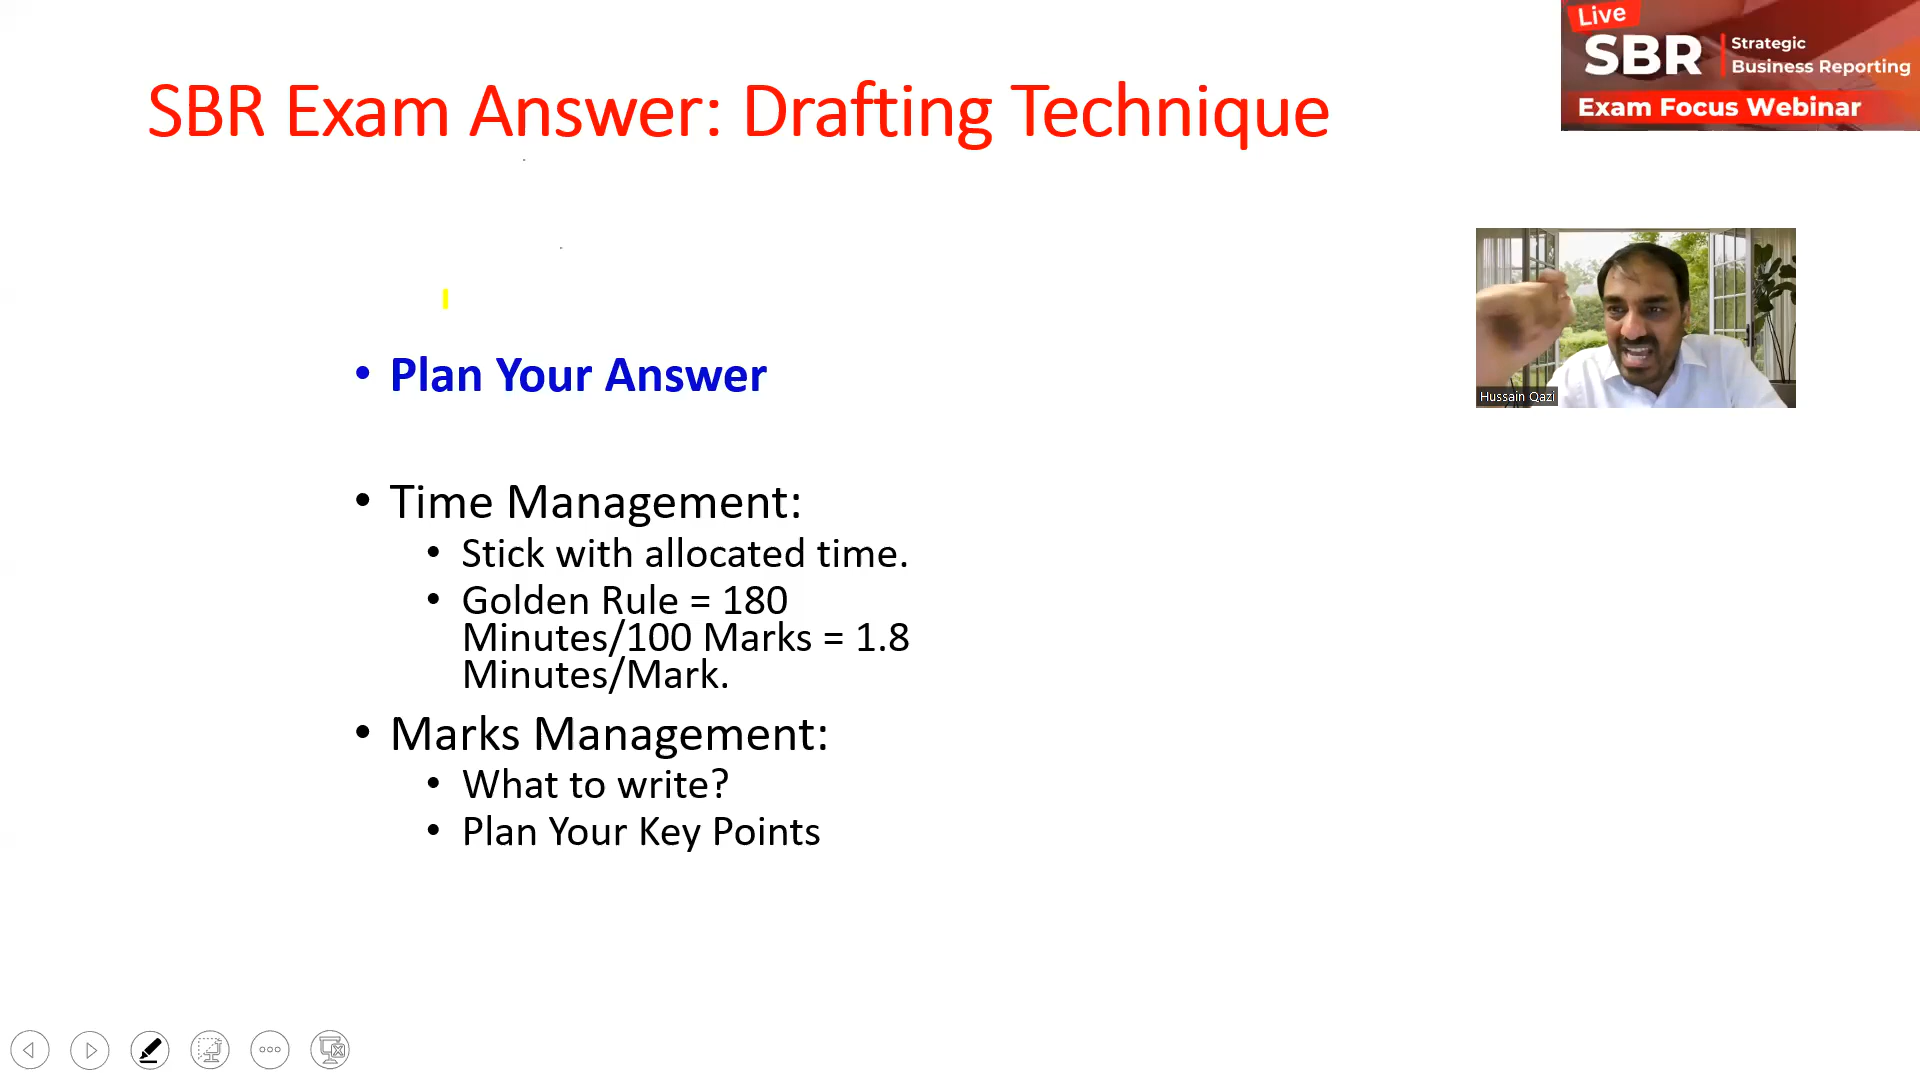 Live
SBR | Strategic
Business Reporting
Exam Focus Webinar
SBR Exam Answer: Drafting Technique
Hussain Qazi
• Plan Your Answer
• Time Management:
• Stick with allocated time.
• Golden Rule = 180
Minutes/100 Marks = 1.8
Minutes/Mark.
• Marks Management:
• What to write?
• Plan Your Key Points